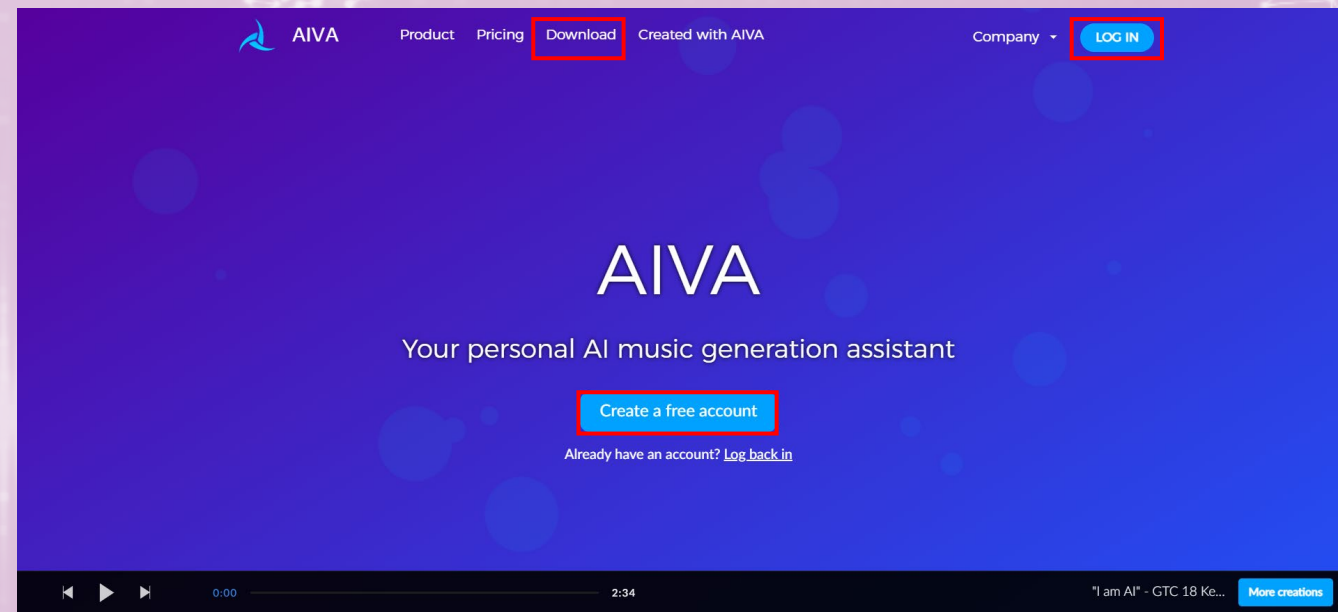 AIVA Product Pricing Download Created with AIVA Company LOG IN
AIVA
Your personal AI music generation assistant
Create a free account
Already have an account? Log back in
0:00 2:34 "I am AI" - GTC 18 Ke... More creations